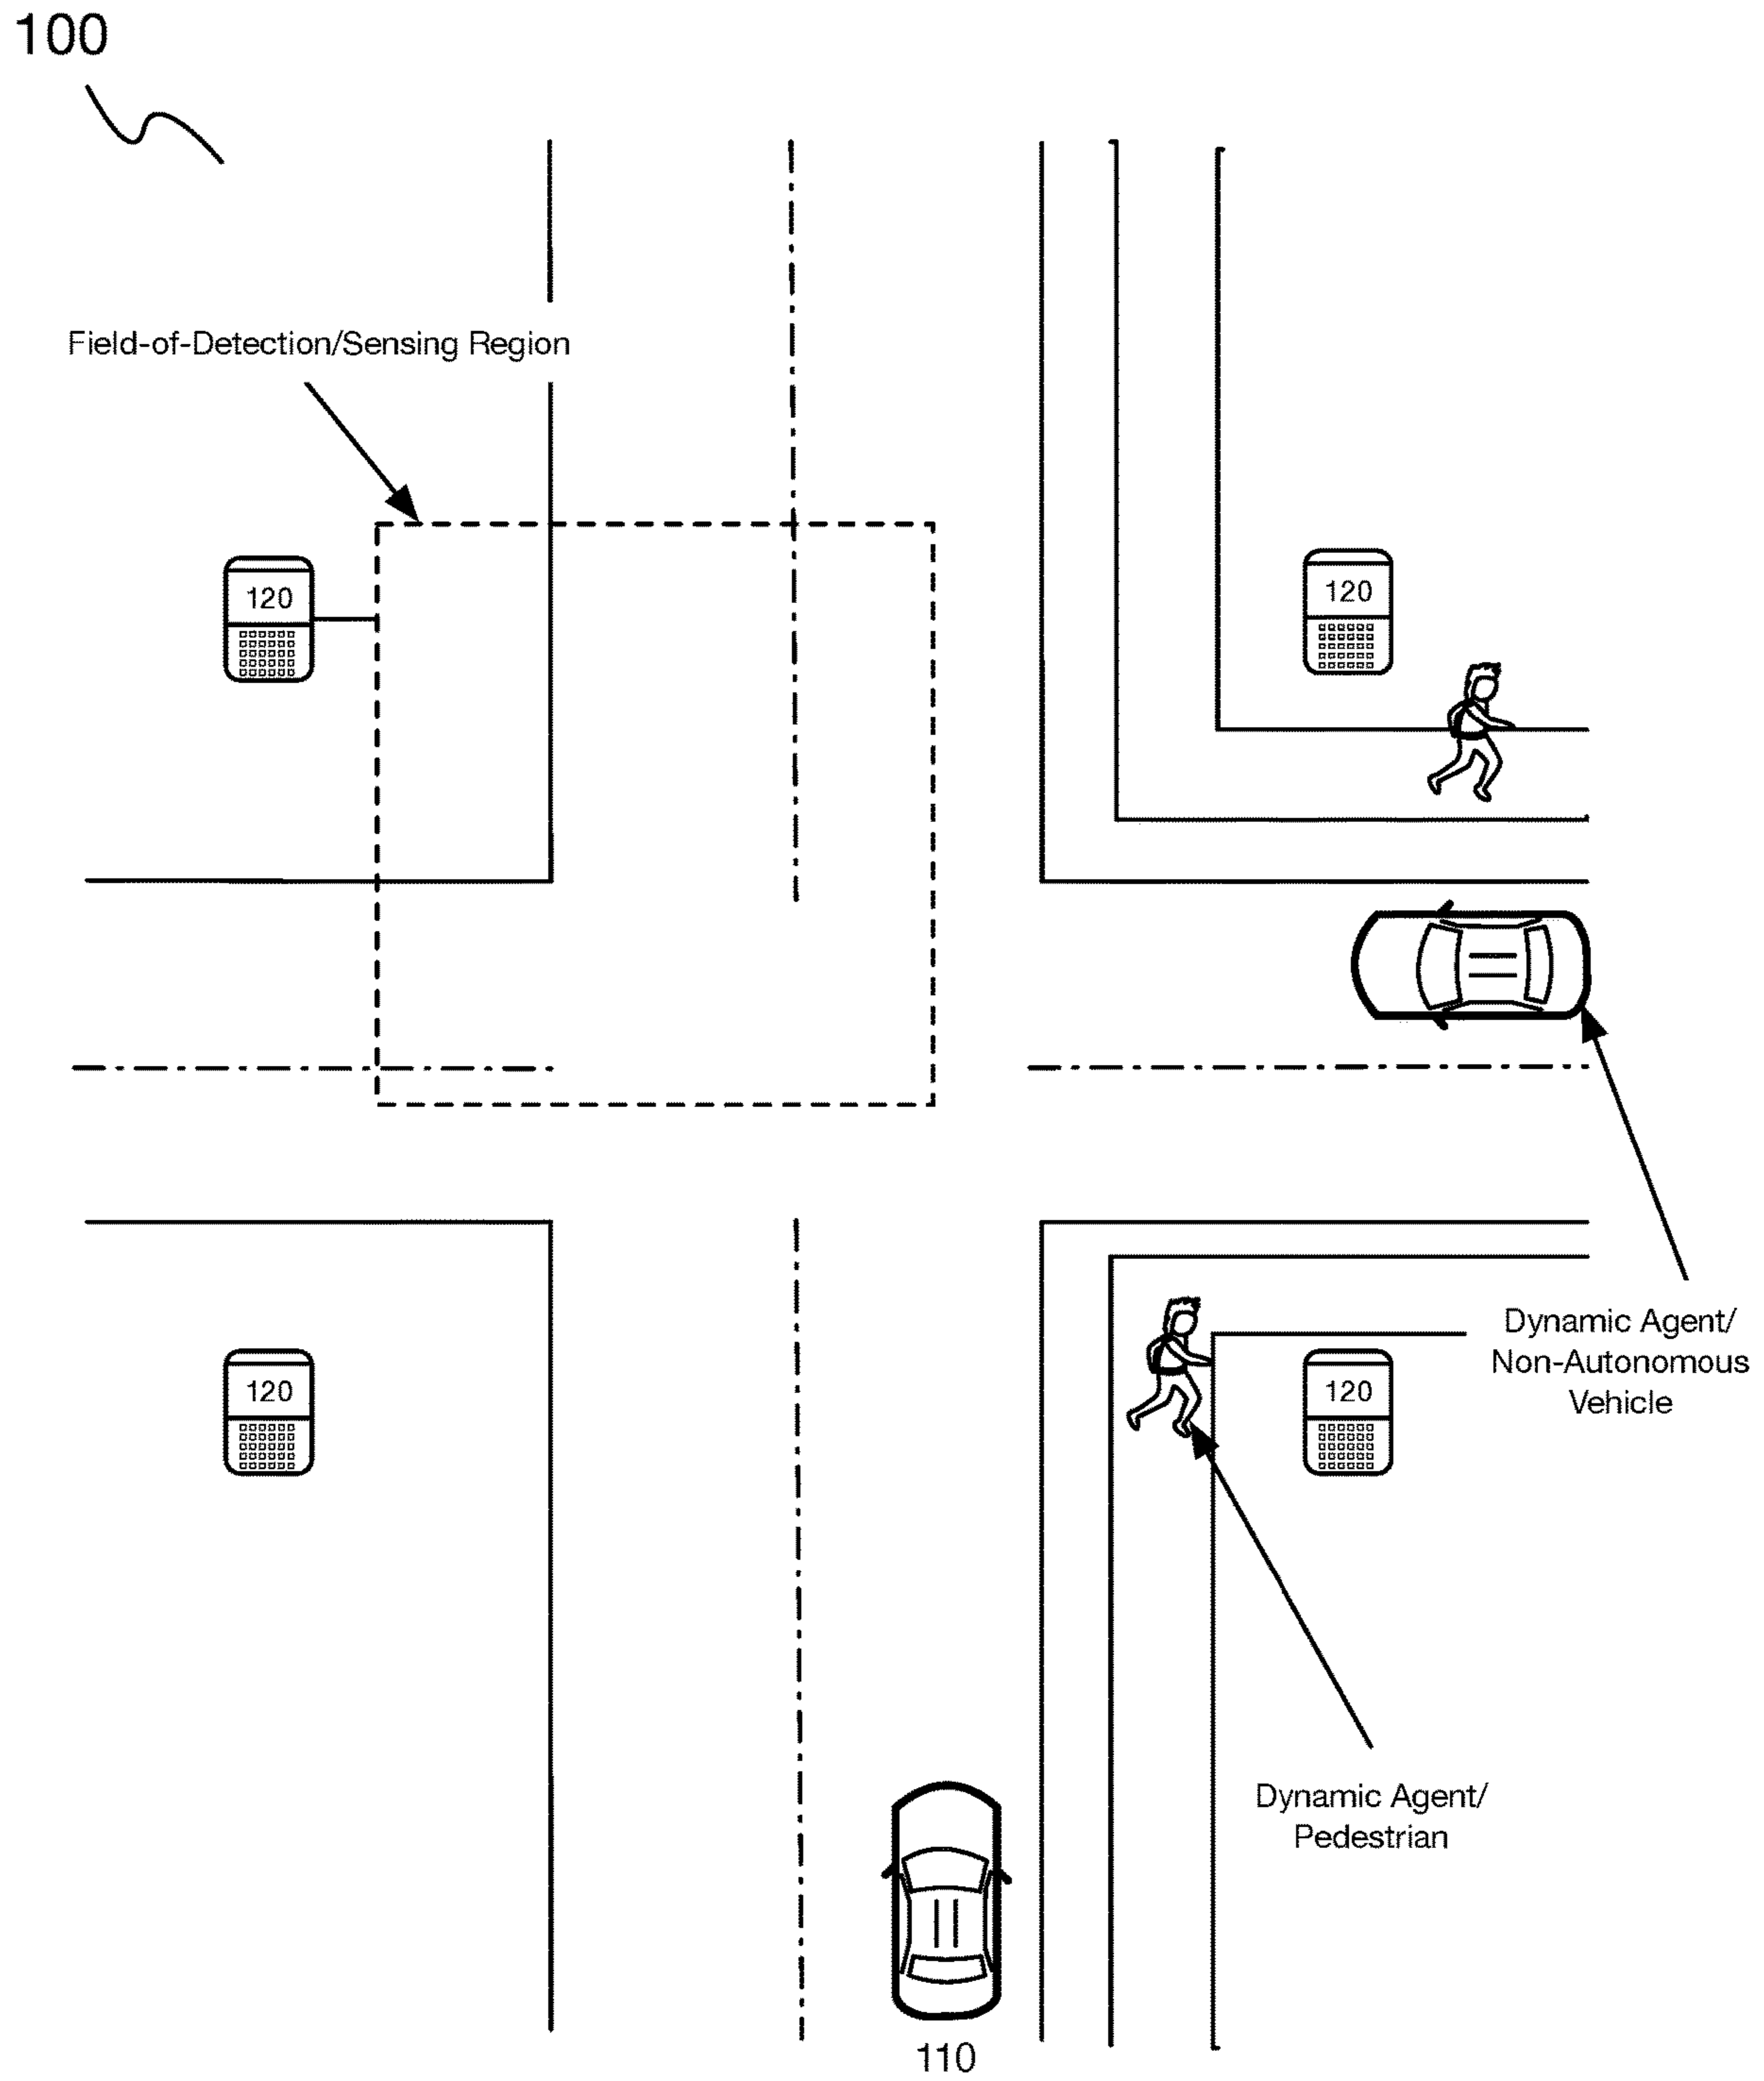 100
Field-of-Detection/Sensing Region
120
120
120
120
Dynamic Agent/
Non-Autonomous
Vehicle
Dynamic Agent/
Pedestrian
110